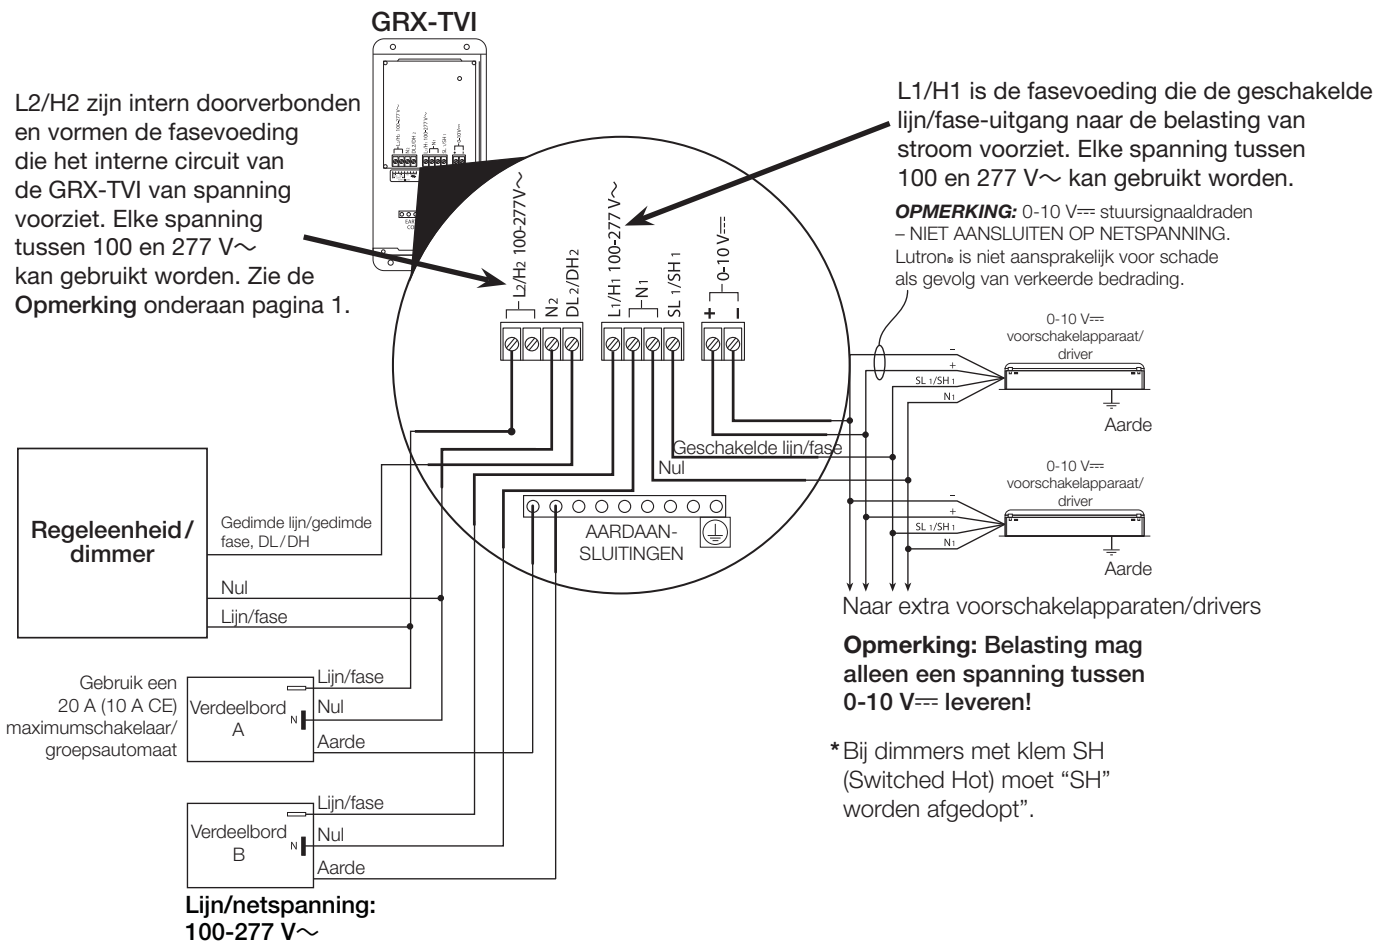 GRX-TVI
L2/H2 zijn intern doorverbonden
en vormen de fasevoeding
die het interne circuit van
de GRX-TVI van spanning
voorziet. Elke spanning
tussen 100 en 277 V~
kan gebruikt worden. Zie de
Opmerking onderaan pagina 1.
L1/H1 is de fasevoeding die de geschakelde
lijn/fase-uitgang naar de belasting van
stroom voorziet. Elke spanning tussen
100 en 277 V~ kan gebruikt worden.
OPMERKING: 0-10 V⎓ stuursignaaldraden
– NIET AANSLUITEN OP NETSPANNING.
Lutron® is niet aansprakelijk voor schade
als gevolg van verkeerde bedrading.
L2/H2 100-277 V~
N2
DL 2/DH2
L1/H1 100-277 V~
N1
SL 1/SH 1
0-10 V⎓
+
–
Geschakelde lijn/fase
Nul
AARDAAN-
SLUITINGEN
0-10 V⎓
voorschakelapparaat/
driver
–
+
SL 1/SH 1
N1
Aarde
0-10 V⎓
voorschakelapparaat/
driver
–
+
SL 1/SH 1
N1
Aarde
Naar extra voorschakelapparaten/drivers
Opmerking: Belasting mag
alleen een spanning tussen
0-10 V⎓ leveren!
*Bij dimmers met klem SH
(Switched Hot) moet “SH”
worden afgedopt”.
Regeleenheid/
dimmer
Gedimde lijn/gedimde
fase, DL/DH
Nul
Lijn/fase
Gebruik een
20 A (10 A CE)
maximumschakelaar/
groepsautomaat
Verdeelbord
A
N
Lijn/fase
Nul
Aarde
Verdeelbord
B
N
Lijn/fase
Nul
Aarde
Lijn/netspanning:
100-277 V~